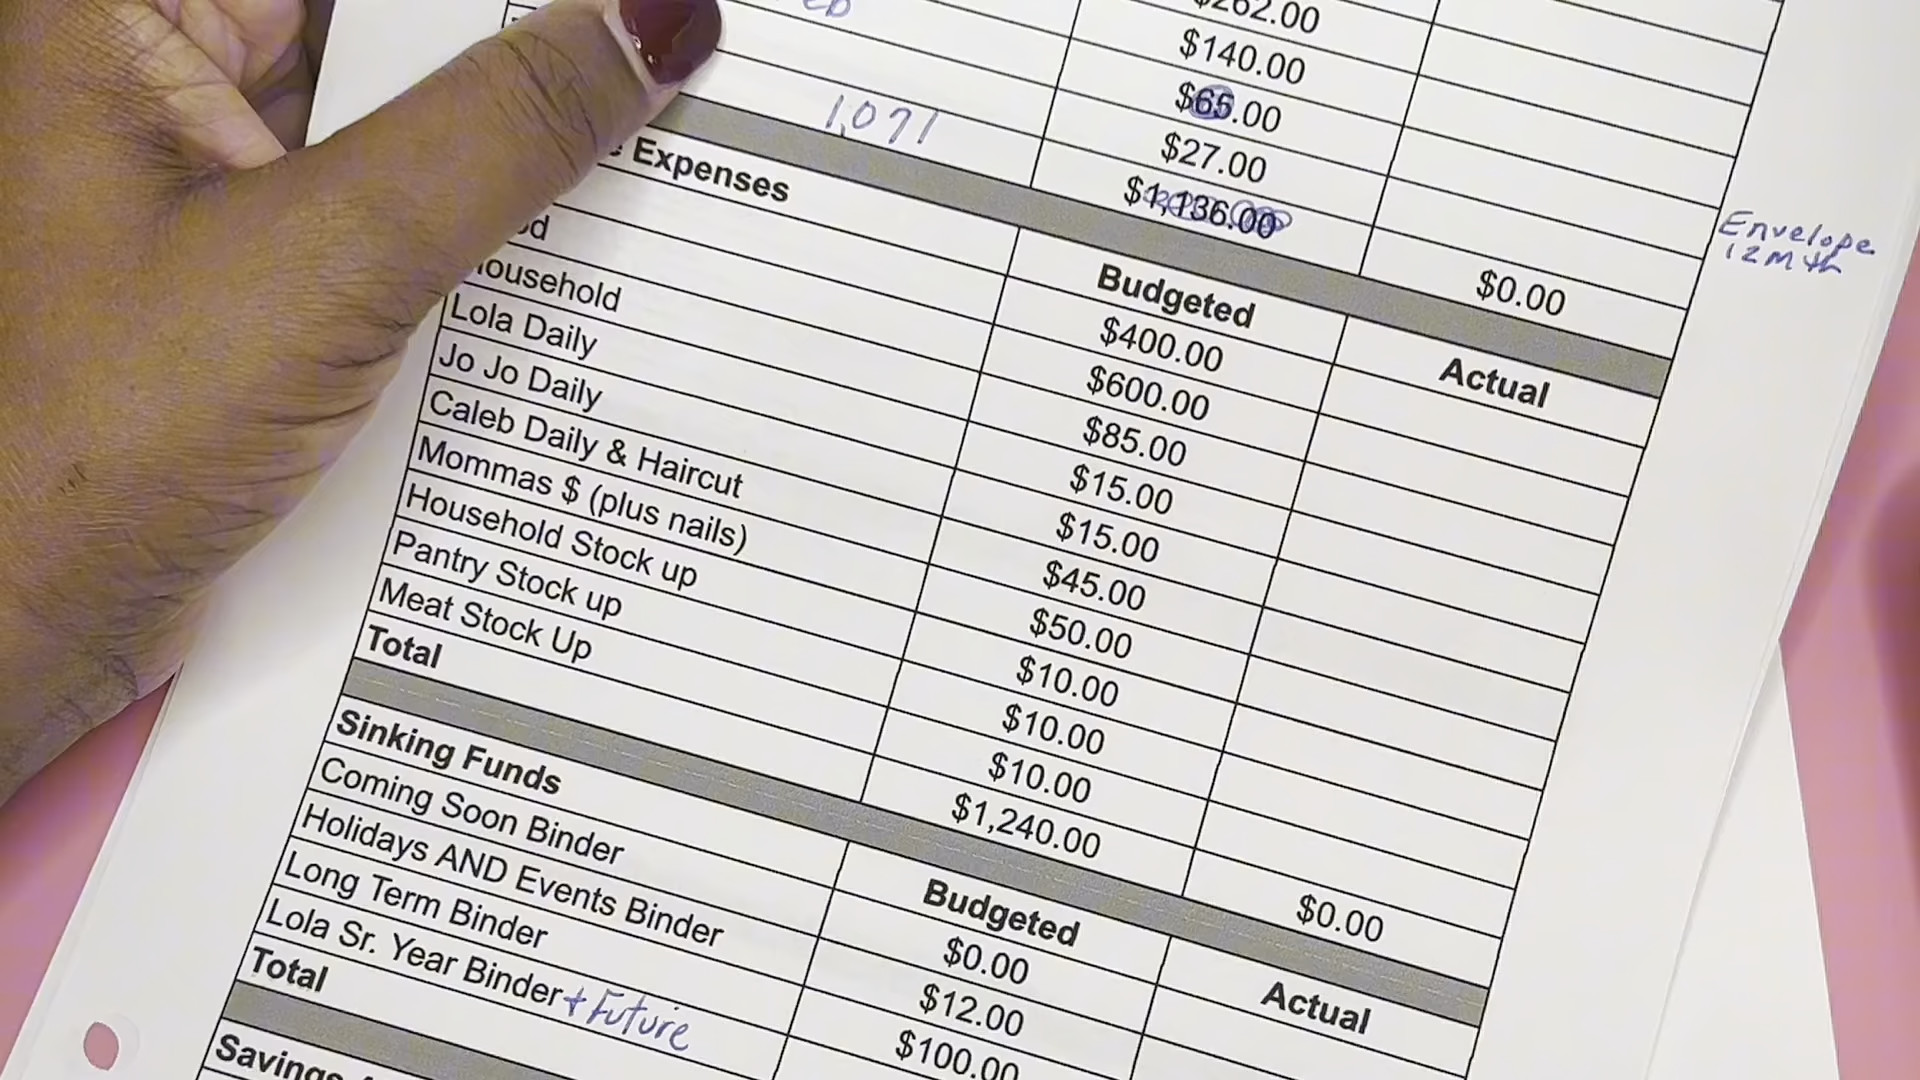 eb
$262.00
$140.00
$65.00 Envelope
12 Mth
$27.00
1,071 $1,136.00 $0.00
Expenses Budgeted Actual
$400.00
$600.00
ousehold $85.00
Lola Daily $15.00
Jo Jo Daily $15.00
Caleb Daily & Haircut $45.00
Mommas $ (plus nails) $50.00
Household Stock up $10.00
Pantry Stock up $10.00
Meat Stock Up $10.00
Total $1,240.00 $0.00
Sinking Funds Budgeted Actual
Coming Soon Binder $0.00
Holidays AND Events Binder $12.00
Long Term Binder $100.00
Lola Sr. Year Binder + Future
Total
Savings